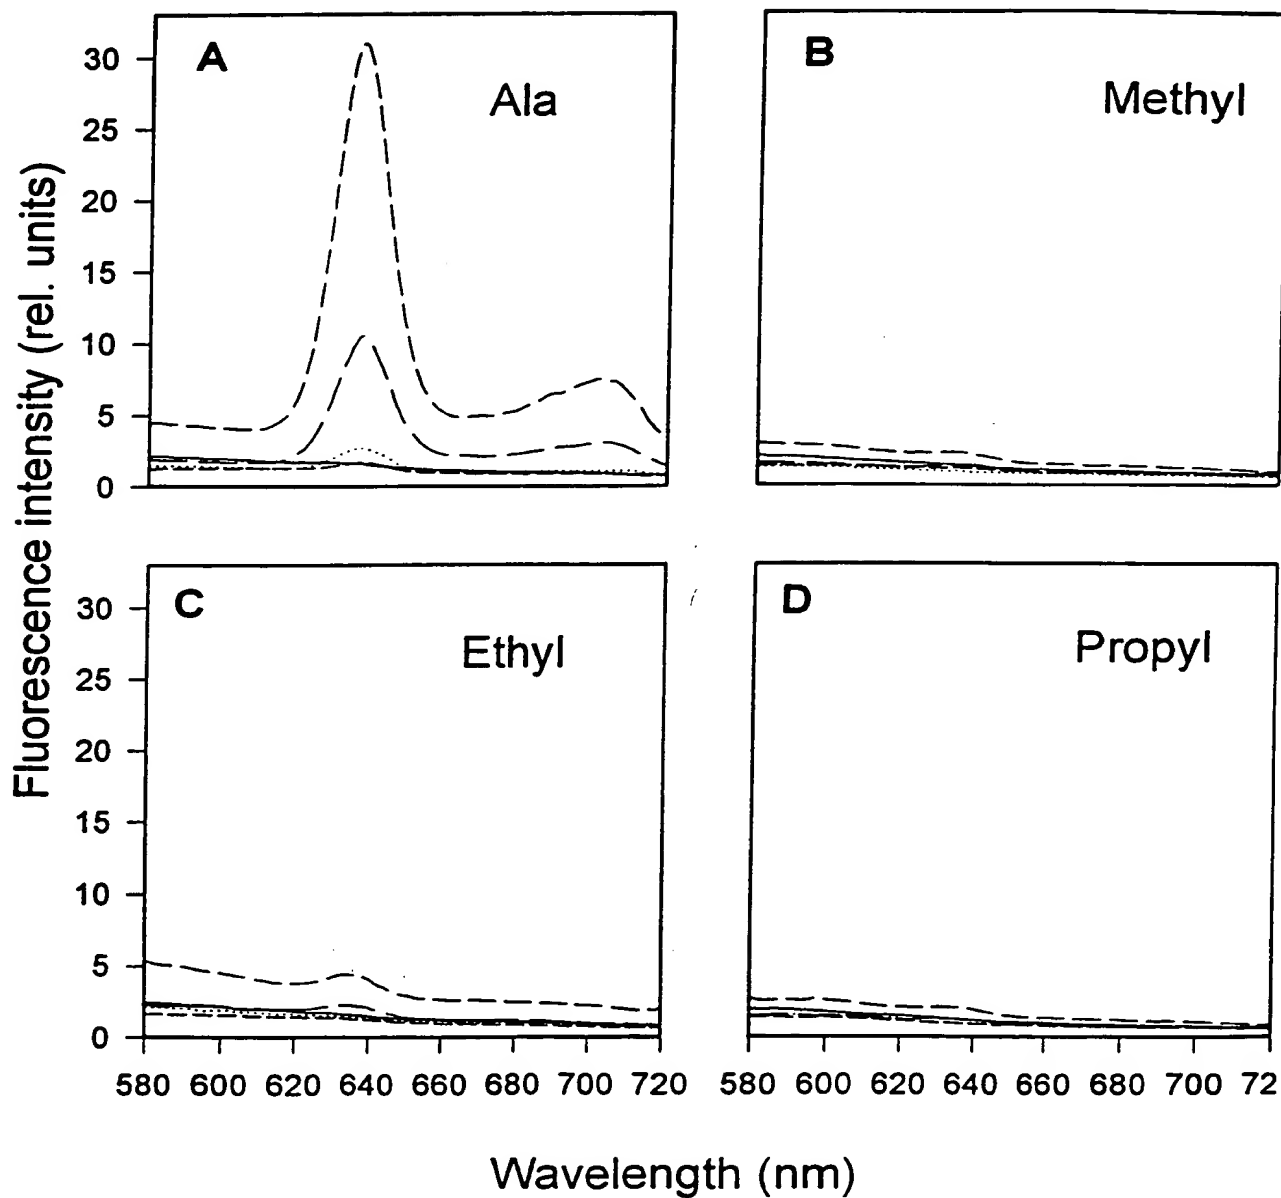 A
Ala
30
25
20
15
10
5
0
B
Methyl
Fluorescence intensity (rel. units)
C
Ethyl
30
25
20
15
10
5
0
D
Propyl
580 600 620 640 660 680 700 720
580 600 620 640 660 680 700 72
Wavelength (nm)